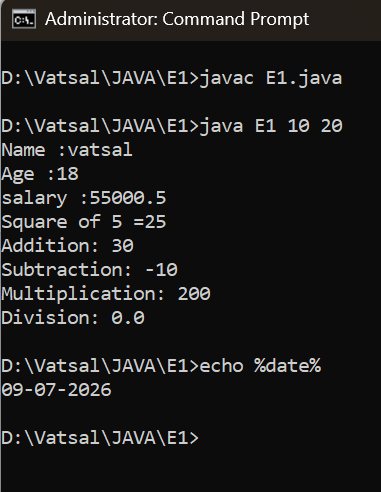 Administrator: Command Prompt
D:\Vatsal\JAVA\E1>javac E1.java
D:\Vatsal\JAVA\E1>java E1 10 20
Name :vatsal
Age :18
salary :55000.5
Square of 5 =25
Addition: 30
Subtraction: -10
Multiplication: 200
Division: 0.0
D:\Vatsal\JAVA\E1>echo %date%
09-07-2026
D:\Vatsal\JAVA\E1>